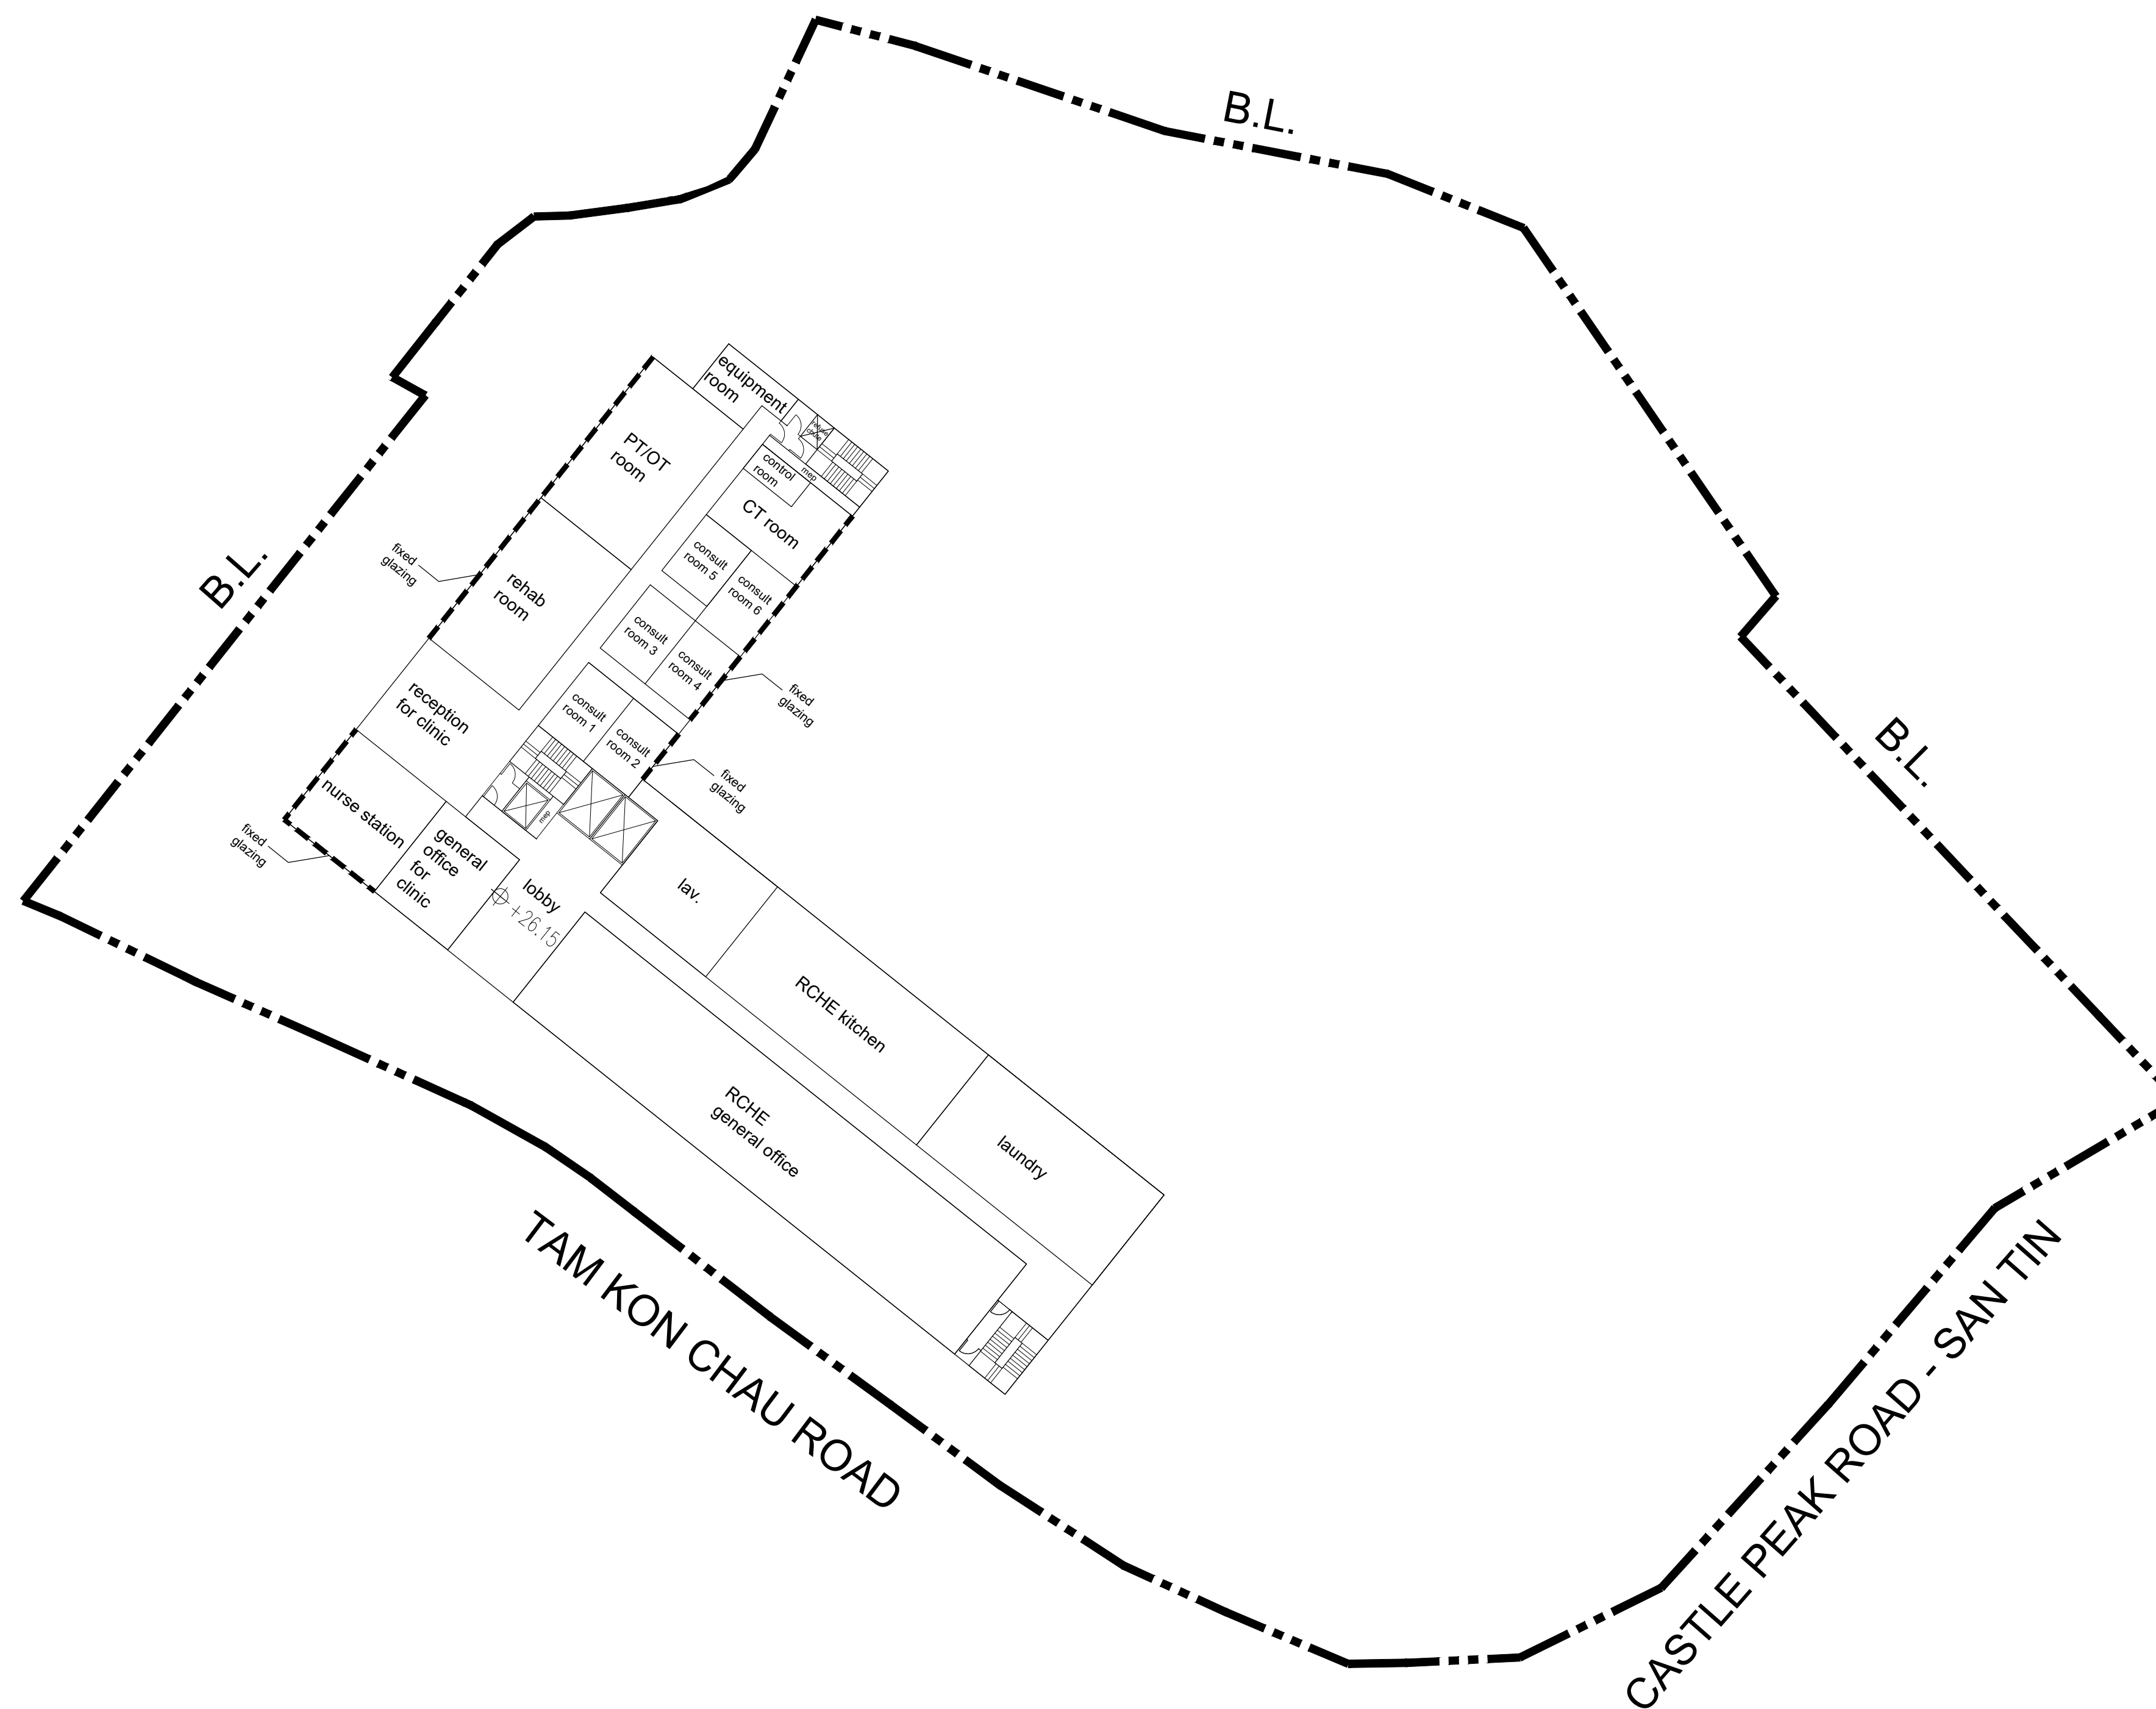 B.L.
equipment
room
refuse
chute
PT/OT
room
control
room
mep
CT room
consult
room 5
consult
room 6
fixed
glazing
B.L.
rehab
room
consult
room 3
consult
room 4
fixed
glazing
reception
for clinic
consult
room 1
consult
room 2
fixed
glazing
B.L.
nurse station
mep
fixed
glazing
general
office
for
clinic
lobby
+26.15
lav.
RCHE kitchen
RCHE
general office
laundry
TAM KON CHAU ROAD
CASTLE PEAK ROAD - SAN TIN